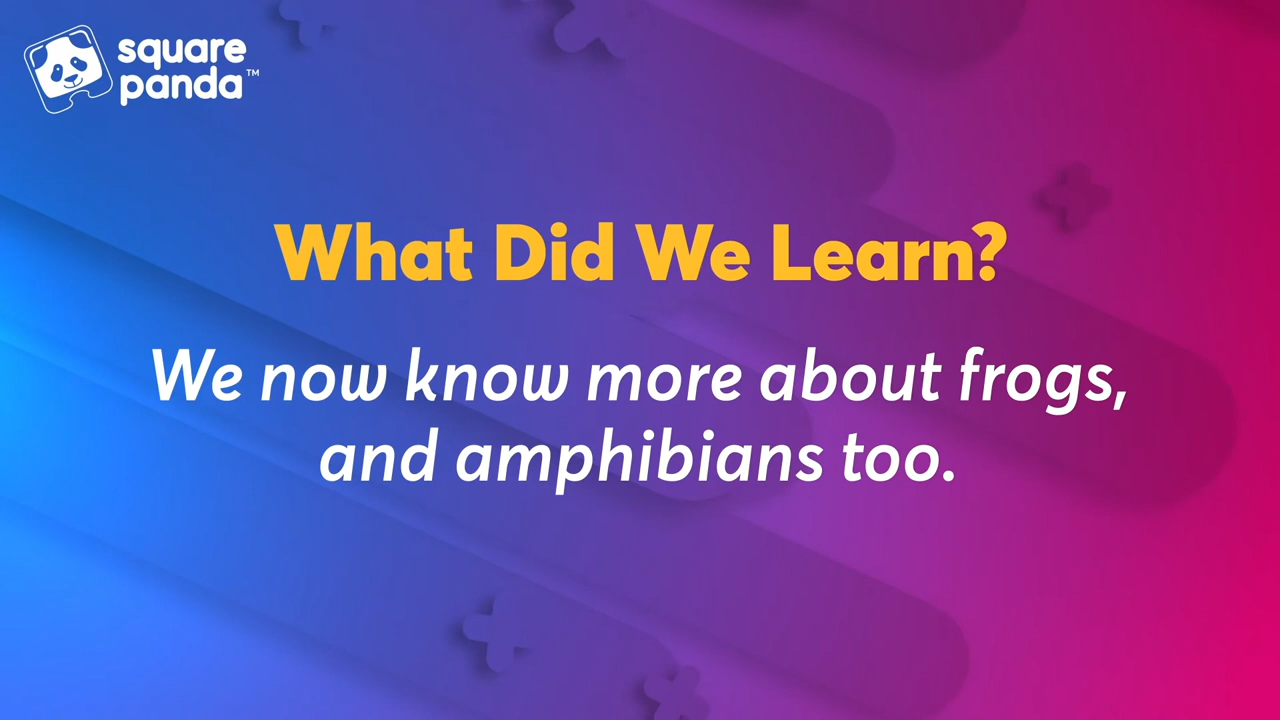 square
panda™
What Did We Learn?
We now know more about frogs,
and amphibians too.